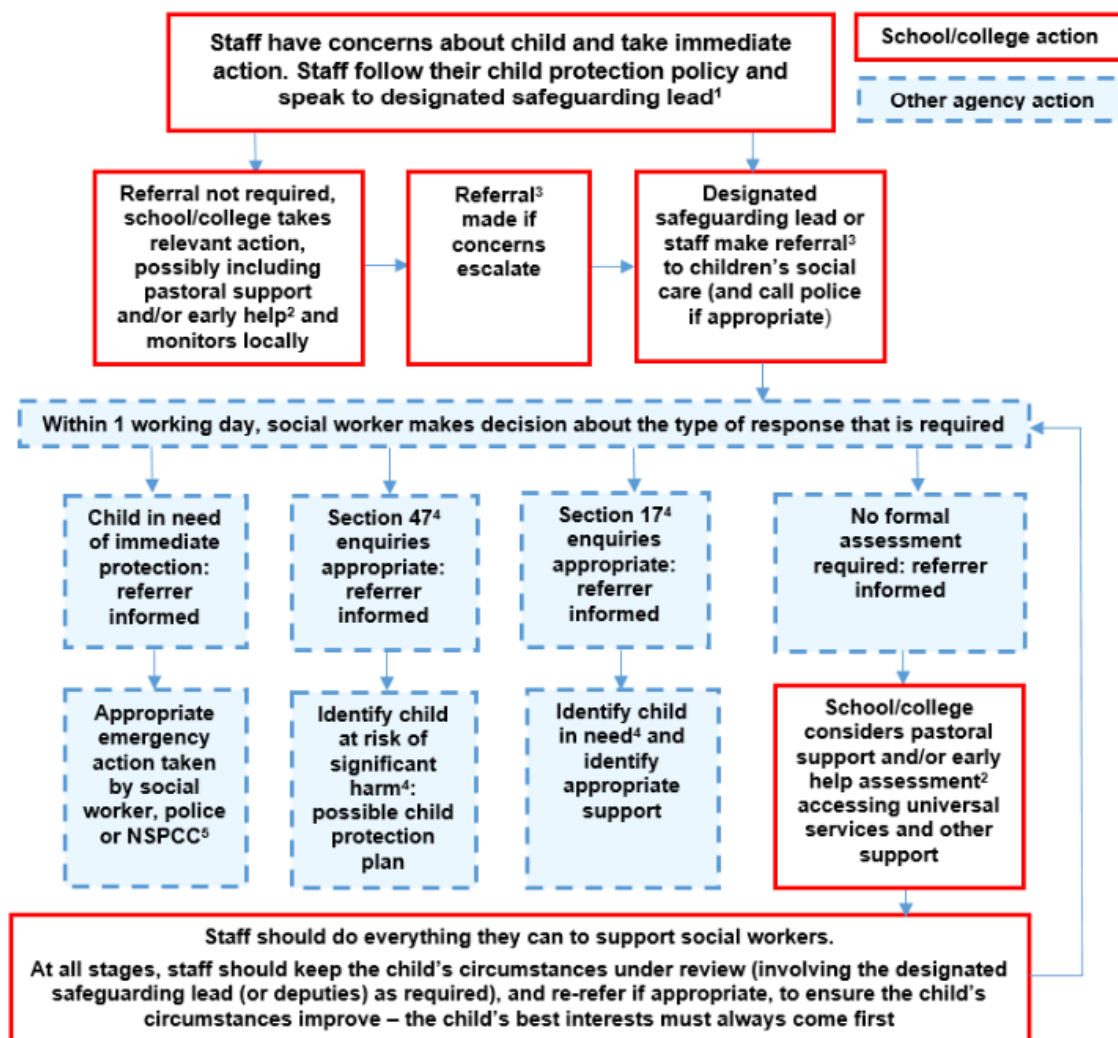 Staff have concerns about child and take immediate
action. Staff follow their child protection policy and
speak to designated safeguarding lead¹
School/college action
Other agency action
Referral not required,
school/college takes
relevant action,
possibly including
pastoral support
and/or early help² and
monitors locally
Referral³
made if
concerns
escalate
Designated
safeguarding lead or
staff make referral³
to children’s social
care (and call police
if appropriate)
Within 1 working day, social worker makes decision about the type of response that is required
Child in need
of immediate
protection:
referrer
informed
Section 47⁴
enquiries
appropriate:
referrer
informed
Section 17⁴
enquiries
appropriate:
referrer
informed
No formal
assessment
required: referrer
informed
Appropriate
emergency
action taken
by social
worker, police
or NSPCC⁵
Identify child
at risk of
significant
harm⁴:
possible child
protection
plan
Identify child
in need⁴ and
identify
appropriate
support
School/college
considers pastoral
support and/or early
help assessment²
accessing universal
services and other
support
Staff should do everything they can to support social workers.
At all stages, staff should keep the child’s circumstances under review (involving the designated
safeguarding lead (or deputies) as required), and re-refer if appropriate, to ensure the child’s
circumstances improve – the child’s best interests must always come first